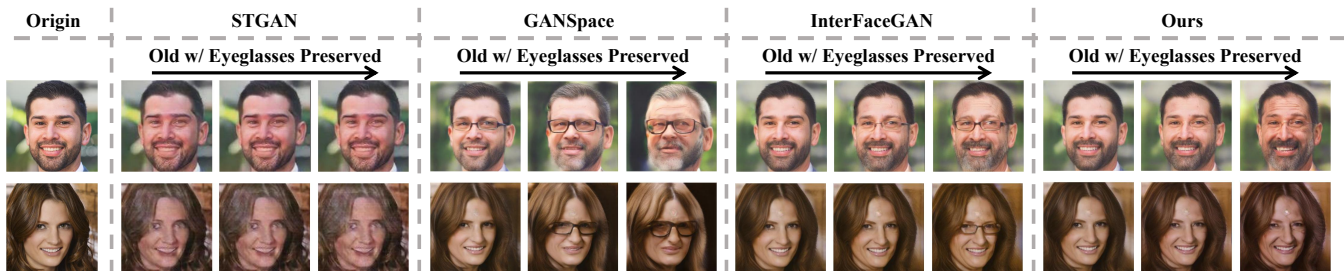 Origin
STGAN
GANSpace
InterFaceGAN
Ours
Old w/ Eyeglasses Preserved
Old w/ Eyeglasses Preserved
Old w/ Eyeglasses Preserved
Old w/ Eyeglasses Preserved